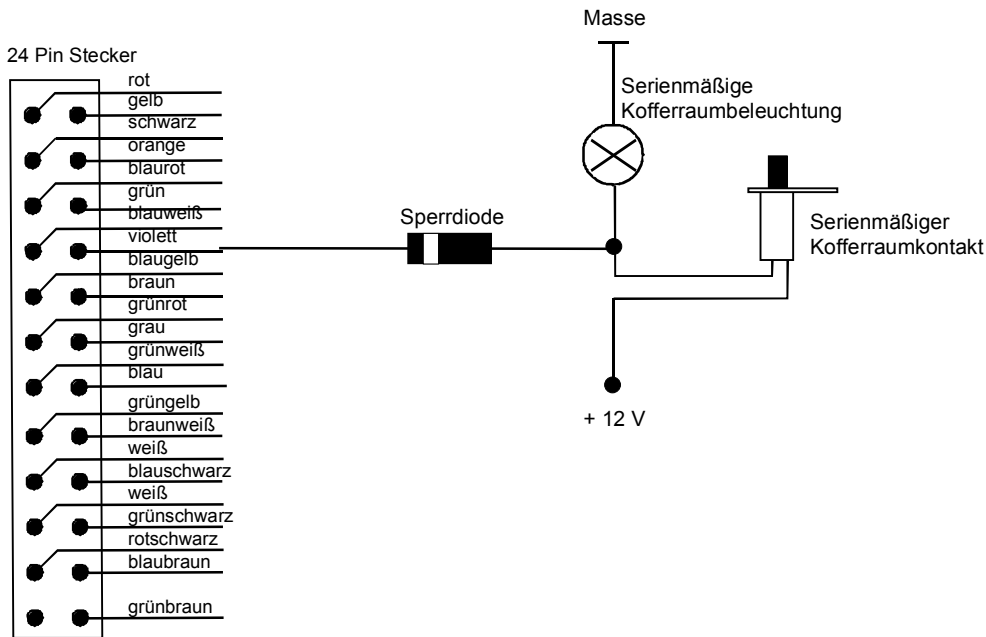 24 Pin Stecker
rot
gelb
schwarz
orange
blaurot
grün
blauweiß
violett
blaugelb
braun
grünrot
grau
grünweiß
blau
grüngelb
braunweiß
weiß
blauschwarz
weiß
grünschwarz
rotschwarz
blaubraun
grünbraun
Sperrdiode
Masse
Serienmäßige
Kofferraumbeleuchtung
Serienmäßiger
Kofferraumkontakt
+ 12 V